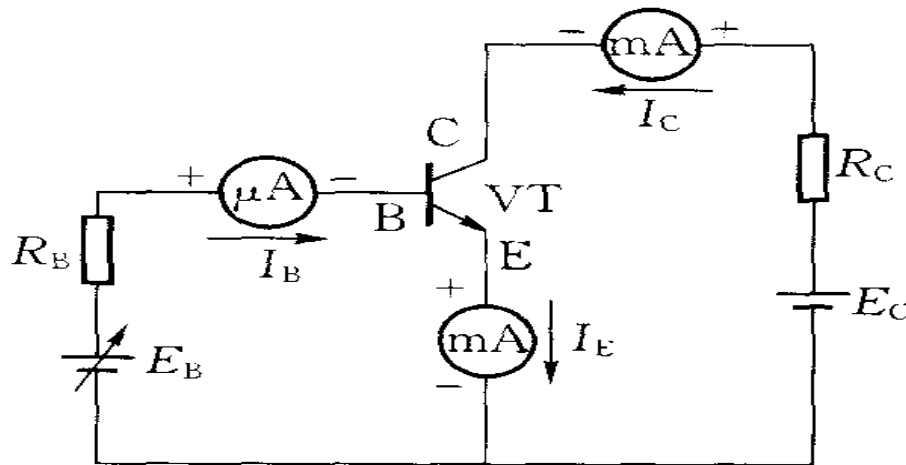 − mA +
I_C
C
R_C
+ μA −
B
VT
R_B
I_B
E
+
E_C
mA
I_E
E_B
−